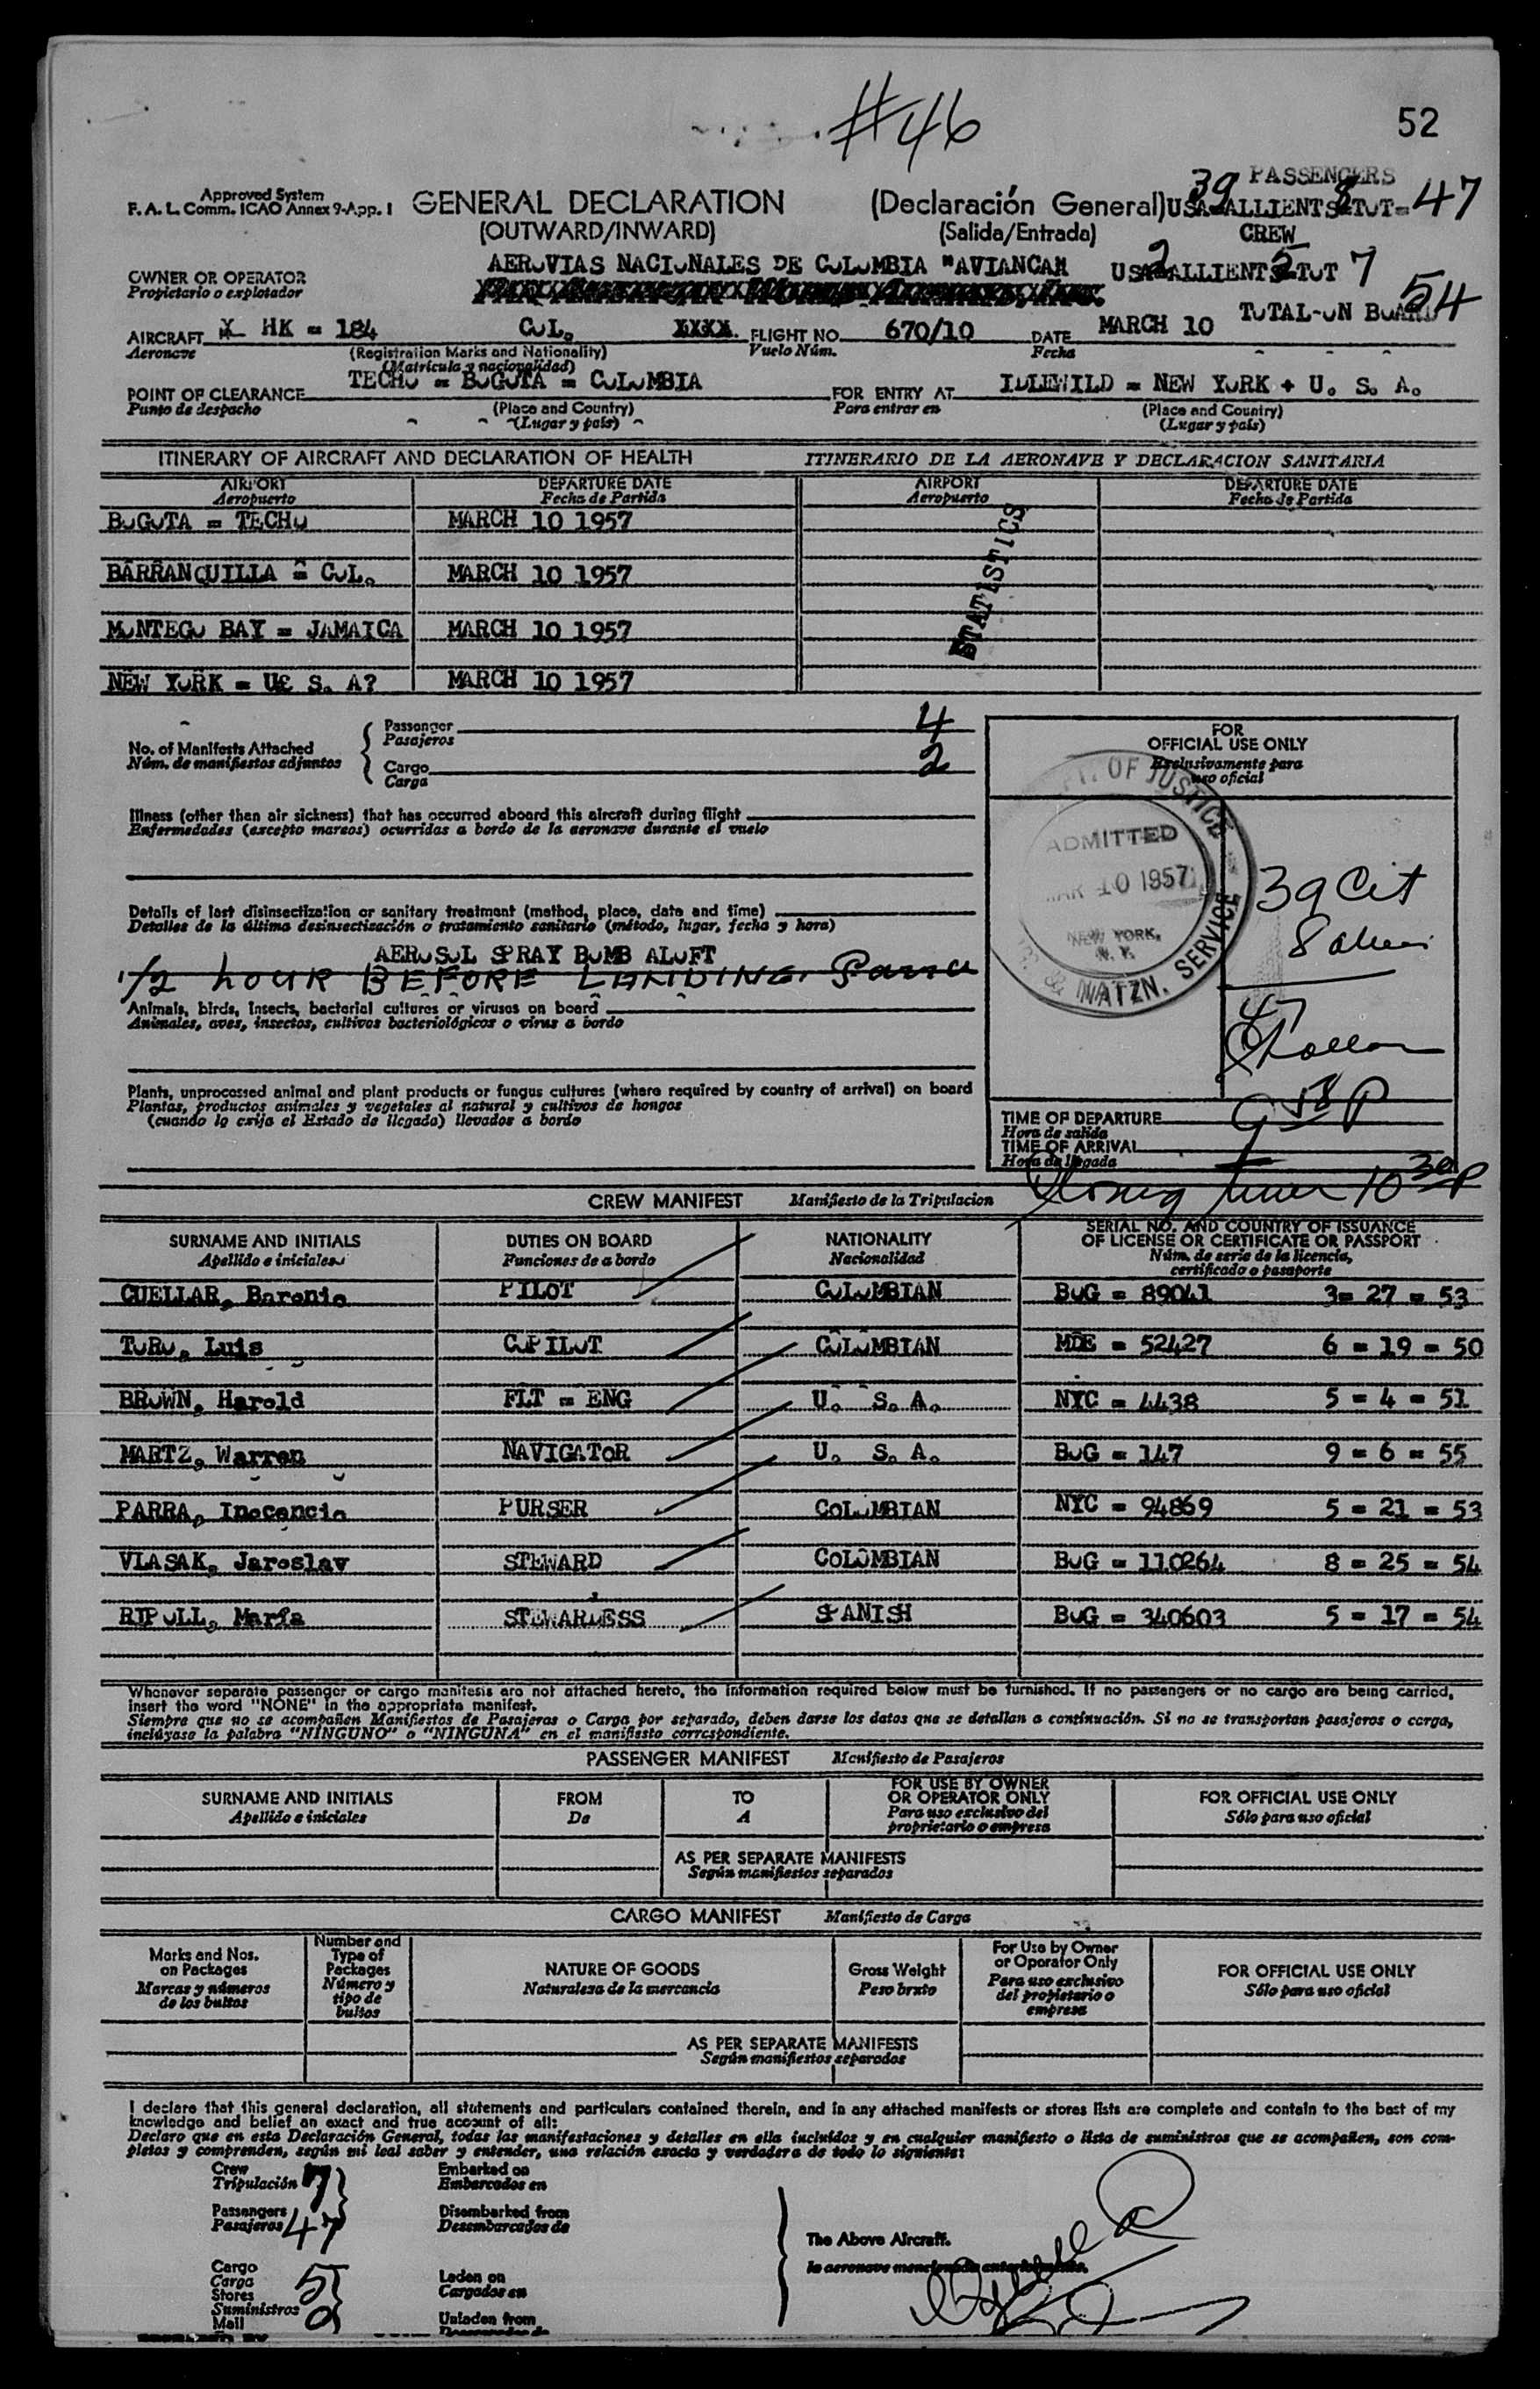 #46
52
PASSENGERS
Approved System
F. A. L. Comm. ICAO Annex 9-App. 1 GENERAL DECLARATION (Declaración General) USA 39 ALLIENTS 8 TOT= 47
(OUTWARD/INWARD) (Salida/Entrada) CREW
AEROVIAS NACIONALES DE COLOMBIA "AVIANCA" USA 2 ALLIENTS 5 TOT 7
OWNER OR OPERATOR
Propietario o explotador
TOTAL-ON BOARD 54
AIRCRAFT X HK = 184 COL. XXXX FLIGHT NO. 670/10 DATE MARCH 10
Aeronave (Registration Marks and Nationality) Vuelo Núm. Fecha
(Matrícula y nacionalidad)
POINT OF CLEARANCE TECHO = BOGOTA = COLOMBIA FOR ENTRY AT IDLEWILD = NEW YORK + U. S. A.
Punto de despacho (Place and Country) Para entrar en (Place and Country)
(Lugar y país) (Lugar y país)
ITINERARY OF AIRCRAFT AND DECLARATION OF HEALTH ITINERARIO DE LA AERONAVE Y DECLARACION SANITARIA
AIRPORT DEPARTURE DATE AIRPORT DEPARTURE DATE
Aeropuerto Fecha de Partida Aeropuerto Fecha de Partida
BOGOTA = TECHO MARCH 10 1957
BARRANQUILLA = COL. MARCH 10 1957
MONTEGO BAY = JAMAICA MARCH 10 1957
NEW YORK = U& S. A? MARCH 10 1957
STATISTICS
No. of Manifests Attached
Núm. de manifiestos adjuntos
Passenger 4
Pasajeros
Cargo 2
Carga
FOR
OFFICIAL USE ONLY
Exclusivamente para
uso oficial
DEPT. OF JUSTICE
ADMITTED
MAR 10 1957
NEW YORK,
N. Y.
& NATZN. SERVICE
39 Cit
8 aliens
47
TIME OF DEPARTURE 9 58 P
Hora de salida
TIME OF ARRIVAL
Hora de llegada
10 30 P
Illness (other than air sickness) that has occurred aboard this aircraft during flight
Enfermedades (excepto mareos) ocurridas a bordo de la aeronave durante el vuelo
Details of last disinsectization or sanitary treatment (method, place, date and time)
Detalles de la última desinsectización o tratamiento sanitario (método, lugar, fecha y hora)
AEROSOL SPRAY BOMB ALOFT
1/2 HOUR BEFORE LANDING. Parra
Animals, birds, insects, bacterial cultures or viruses on board
Animales, aves, insectos, cultivos bacteriológicos o virus a bordo
Plants, unprocessed animal and plant products or fungus cultures (where required by country of arrival) on board
Plantas, productos animales y vegetales al natural y cultivos de hongos
(cuando lo exija el Estado de llegada) llevados a bordo
CREW MANIFEST Manifiesto de la Tripulacion
SURNAME AND INITIALS DUTIES ON BOARD NATIONALITY SERIAL NO. AND COUNTRY OF ISSUANCE
OF LICENSE OR CERTIFICATE OR PASSPORT
Apellido e iniciales Funciones de a bordo Nacionalidad Núm. de serie de la licencia,
certificado o pasaporte
CUELLAR, Baronio PILOT COLOMBIAN BOG = 89041 3= 27 = 53
TORO, Luis COPILOT COLOMBIAN MDE = 52427 6 = 19 = 50
BROWN, Harold FLT = ENG U. S. A. NYC = 4438 5 = 4 = 51
MARTZ, Warren NAVIGATOR U. S. A. BOG = 147 9 = 6 = 55
PARRA, Inocencio PURSER COLOMBIAN NYC = 94869 5 = 21 = 53
VLASAK, Jaroslav STEWARD COLOMBIAN BOG = 110264 8 = 25 = 54
RIPOLL, María STEWARDESS SPANISH BOG = 340603 5 = 17 = 54
Whenever separate passenger or cargo manifests are not attached hereto, the information required below must be furnished. If no passengers or no cargo are being carried,
insert the word "NONE" in the appropriate manifest.
Siempre que no se acompañen Manifiestos de Pasajeros o Carga por separado, deben darse los datos que se detallan a continuación. Si no se transportan pasajeros o carga,
inclúyase la palabra "NINGUNO" o "NINGUNA" en el manifiesto correspondiente.
PASSENGER MANIFEST Manifiesto de Pasajeros
SURNAME AND INITIALS FROM TO FOR USE BY OWNER
OR OPERATOR ONLY FOR OFFICIAL USE ONLY
Apellido e iniciales De A Para uso exclusivo del
proprietario o empresa Sólo para uso oficial
AS PER SEPARATE MANIFESTS
Según manifiestos separados
CARGO MANIFEST Manifiesto de Carga
Marks and Nos.
on Packages
Marcas y números
de los bultos
Number and
Type of
Packages
Número y
tipo de
bultos
NATURE OF GOODS
Naturalesa de la mercancia
Gross Weight
Peso bruto
For Use by Owner
or Operator Only
Para uso exclusivo
del propietario o
empresa
FOR OFFICIAL USE ONLY
Sólo para uso oficial
AS PER SEPARATE MANIFESTS
Según manifiestos separados
I declare that this general declaration, all statements and particulars contained therein, and in any attached manifests or stores lists are complete and contain to the best of my
knowledge and belief an exact and true account of all:
Declaro que en esta Declaración General, todas las manifestaciones y detalles en ella incluídos y en cualquier manifiesto o lista de suministros que se acompañen, son com-
pletos y comprenden, según mi leal saber y entender, una relación exacta y verdadera de todo lo siguiente:
Crew 7 Embarked on
Tripulación Embarcados en
Passengers 47 Disembarked from
Pasajeros Desembarcados de
The Above Aircraft.
la aeronave mencionada anteriormente.
Cargo
Carga
Stores
Suministros
Mail
Laden on
Cargados en
Unladen from